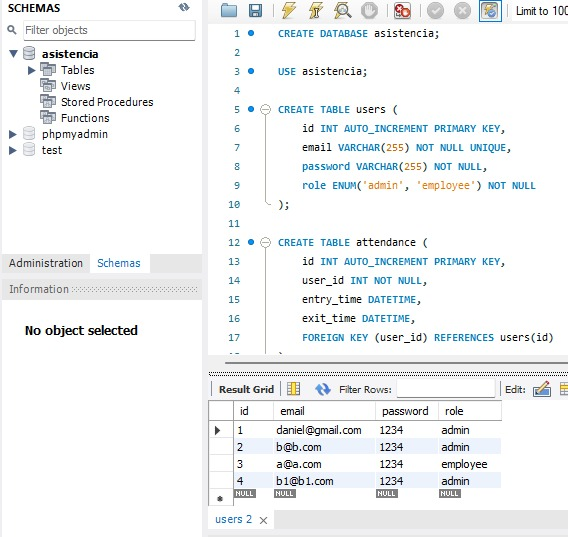 SCHEMAS
Filter objects
asistencia
Tables
Views
Stored Procedures
Functions
phpmyadmin
test
Administration Schemas
Information
No object selected
users
Limit to 100
1 CREATE DATABASE asistencia;
2
3 USE asistencia;
4
5 CREATE TABLE users (
6 id INT AUTO_INCREMENT PRIMARY KEY,
7 email VARCHAR(255) NOT NULL UNIQUE,
8 password VARCHAR(255) NOT NULL,
9 role ENUM('admin', 'employee') NOT NULL
10 );
11
12 CREATE TABLE attendance (
13 id INT AUTO_INCREMENT PRIMARY KEY,
14 user_id INT NOT NULL,
15 entry_time DATETIME,
16 exit_time DATETIME,
17 FOREIGN KEY (user_id) REFERENCES users(id)
Result Grid Filter Rows: Edit:
id email password role
1 daniel@gmail.com 1234 admin
2 b@b.com 1234 admin
3 a@a.com 1234 employee
4 b1@b1.com 1234 admin
NULL NULL NULL NULL
users 2